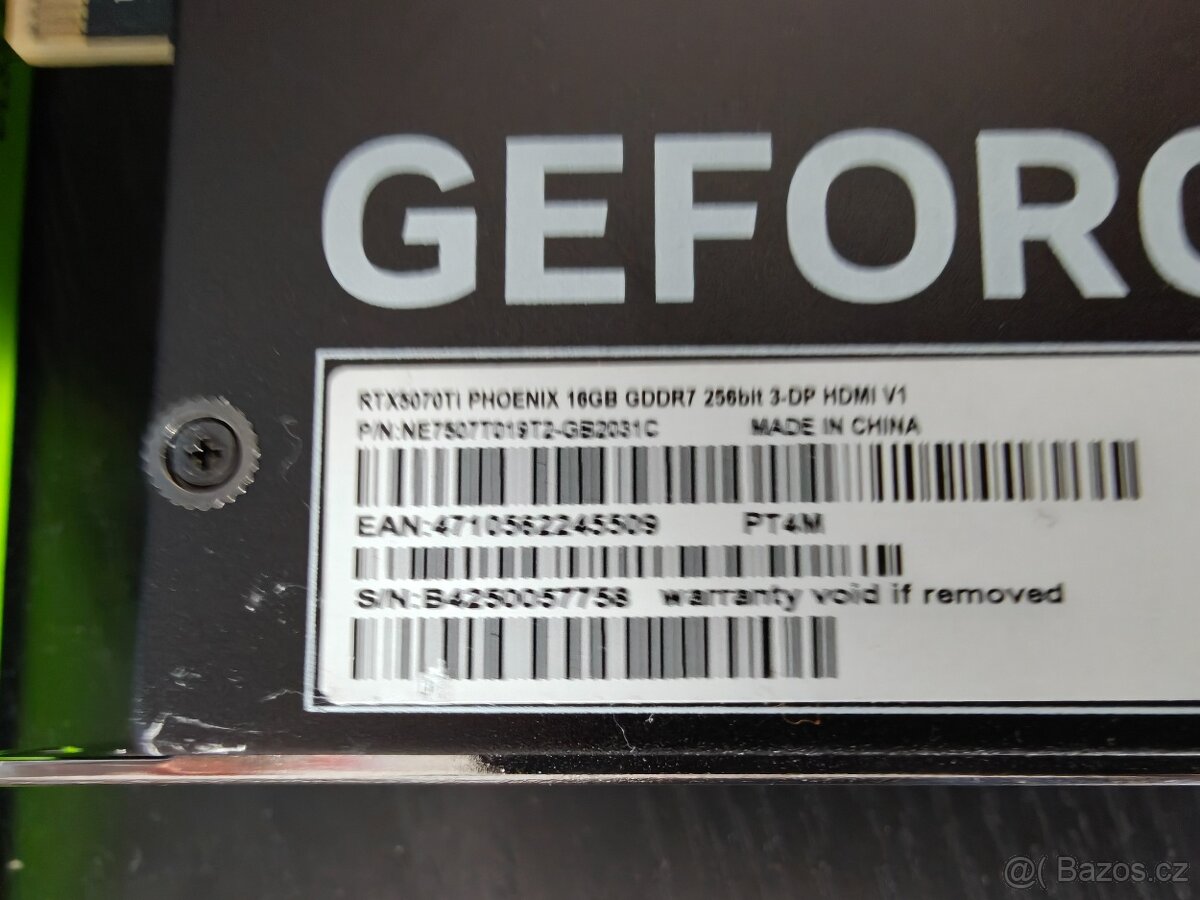 GEFORC
RTX5070TI PHOENIX 16GB GDDR7 256bit 3-DP HDMI V1
P/N:NE7507T019T2-GB2031C MADE IN CHINA
EAN:4710562245509 PT4M
S/N:B4250057758 warranty void if removed
@( Bazos.cz